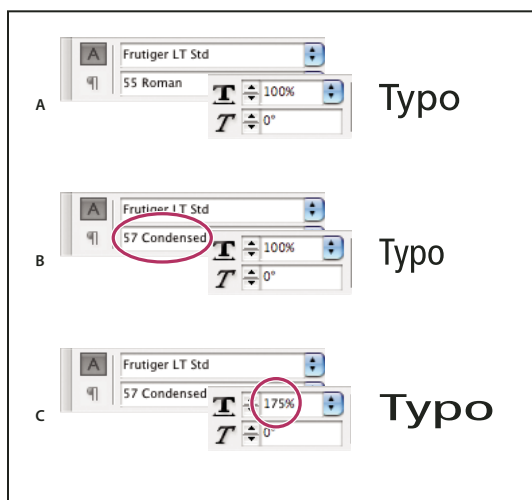 A
Frutiger LT Std
¶
55 Roman
T
100%
T
0°
A
Typo
A
Frutiger LT Std
¶
57 Condensed
T
100%
T
0°
B
Typo
A
Frutiger LT Std
¶
57 Condensed
T
175%
T
0°
C
Typo